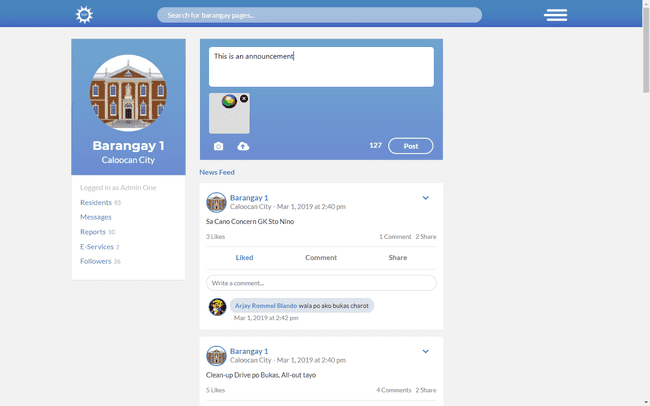 Search for barangay pages...
Barangay 1
Caloocan City
Logged in as Admin One
Residents 93
Messages
Reports 10
E-Services 2
Followers 26
This is an announcement
127 Post
News Feed
Barangay 1
Caloocan City - Mar 1, 2019 at 2:40 pm
Sa Cano Concern GK Sto Nino
3 Likes 1 Comment 2 Share
Liked Comment Share
Write a comment...
Arjay Rommel Blando wala po ako bukas charot
Mar 1, 2019 at 2:42 pm
Barangay 1
Caloocan City - Mar 1, 2019 at 2:40 pm
Clean-up Drive po Bukas, All-out tayo
5 Likes 4 Comments 2 Share